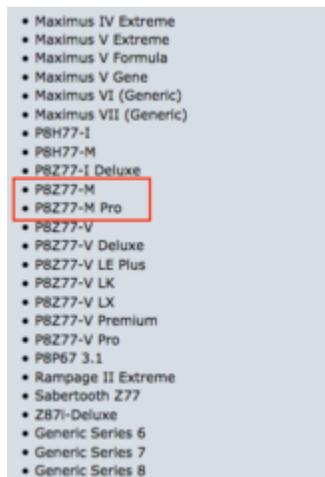 • Maximus IV Extreme
• Maximus V Extreme
• Maximus V Formula
• Maximus V Gene
• Maximus VI (Generic)
• Maximus VII (Generic)
• P8H77-I
• P8H77-M
• P8Z77-I Deluxe
• P8Z77-M
• P8Z77-M Pro
• P8Z77-V
• P8Z77-V Deluxe
• P8Z77-V LE Plus
• P8Z77-V LK
• P8Z77-V LX
• P8Z77-V Premium
• P8Z77-V Pro
• P8P67 3.1
• Rampage II Extreme
• Sabertooth Z77
• Z87i-Deluxe
• Generic Series 6
• Generic Series 7
• Generic Series 8